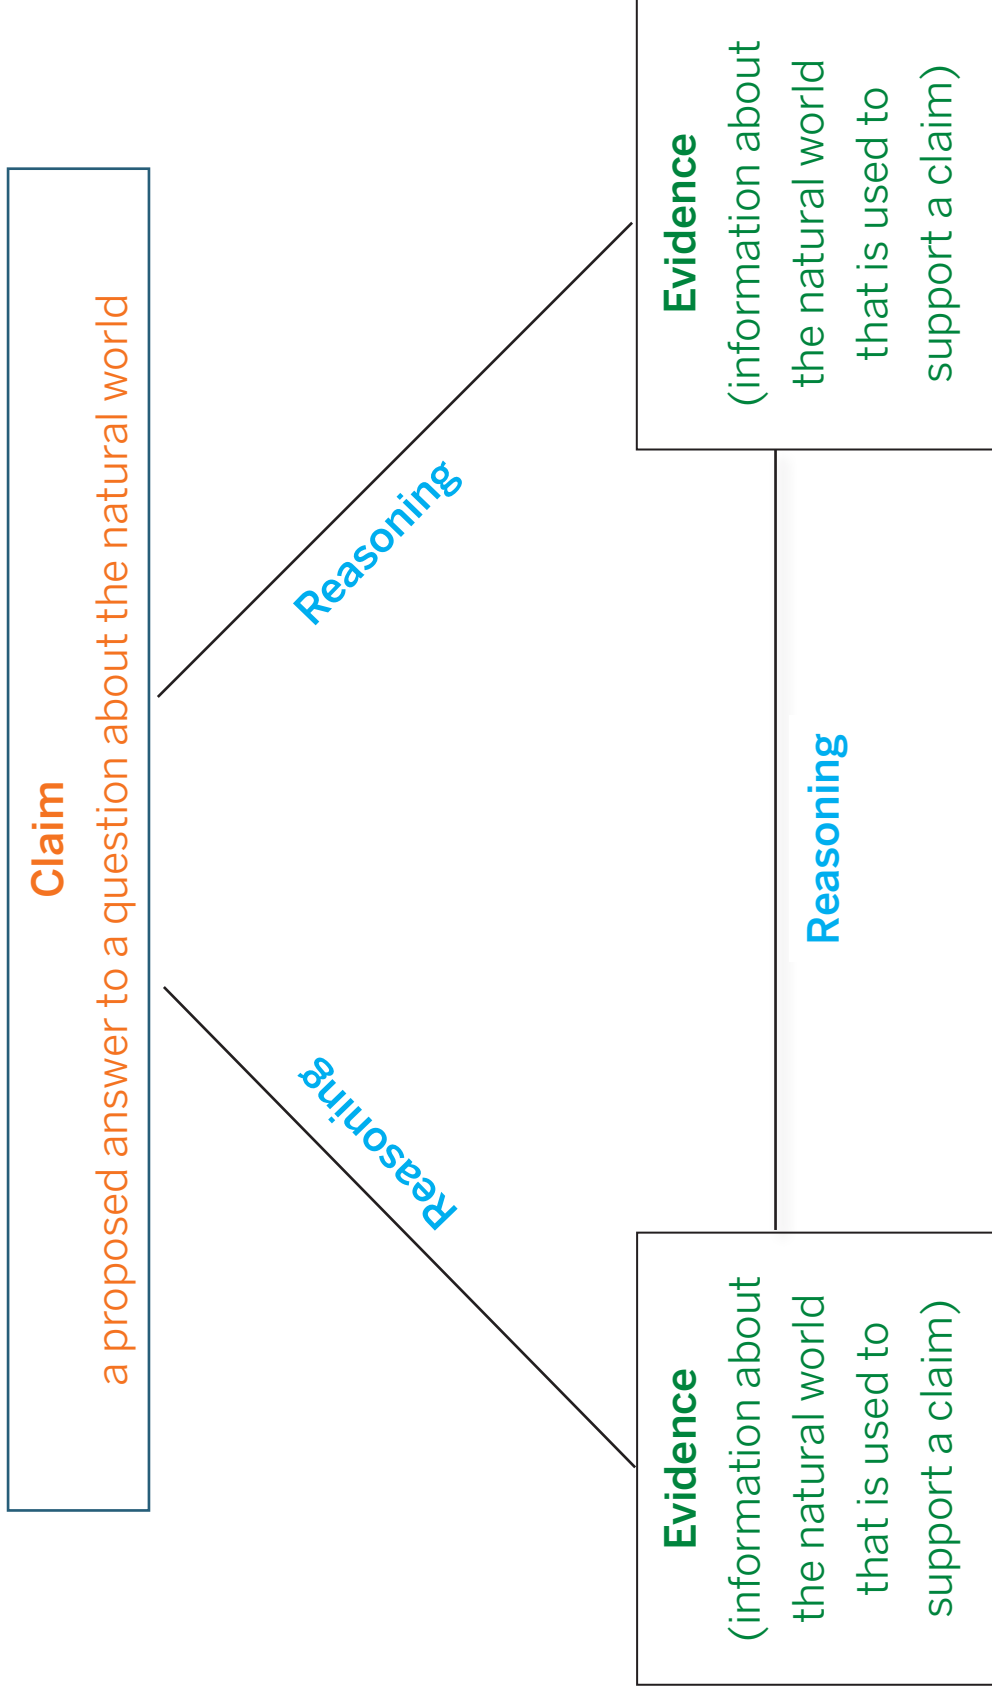 Claim
a proposed answer to a question about the natural world
Reasoning
Reasoning
Evidence
(information about
the natural world
that is used to
support a claim)
Reasoning
Evidence
(information about
the natural world
that is used to
support a claim)